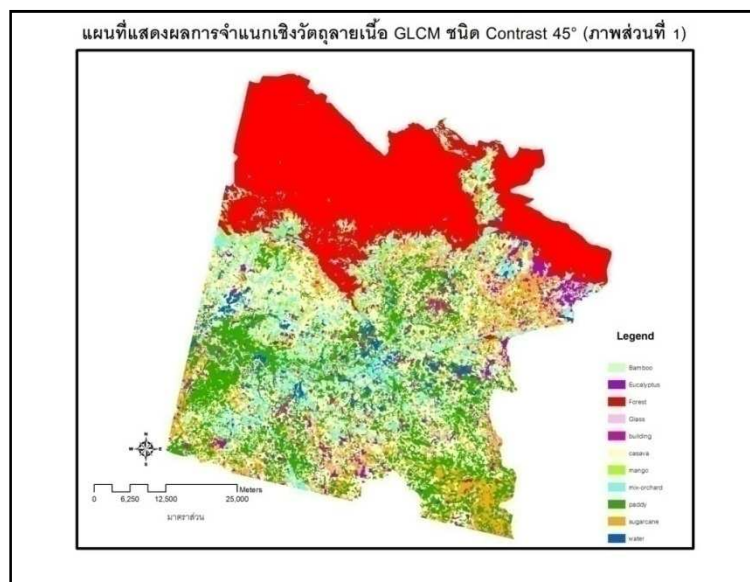 แผนที่แสดงผลการจำแนกเชิงวัตถุลายเนื้อ GLCM ชนิด Contrast 45° (ภาพส่วนที่ 1)
Legend
Bamboo
Eucalyptus
Forest
Glass
building
casava
mango
mix-orchard
paddy
sugarcane
water
Meters
0 6,250 12,500 25,000
มาตราส่วน